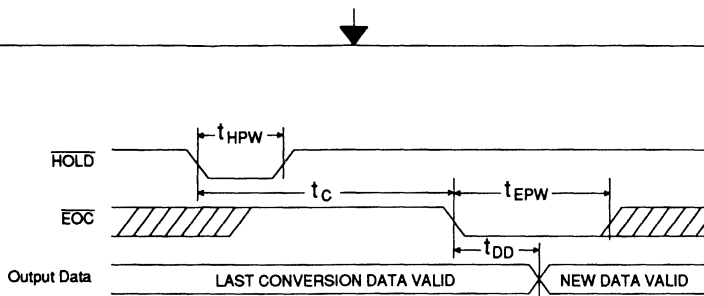 tHPW
HOLD
tC
tEPW
EOC
tDD
Output Data
LAST CONVERSION DATA VALID
NEW DATA VALID